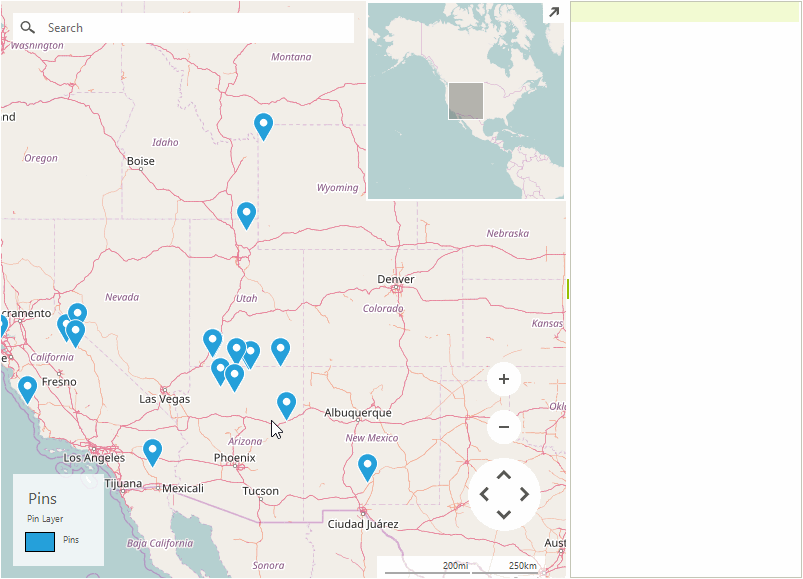 Search
Washington
Montana
nd
Idaho
Oregon
Boise
Wyoming
Nebraska
Denver
Nevada
Utah
Colorado
cramento
Kansas
California
e
Fresno
Las Vegas
Albuquerque
Okl
Arizona
New Mexico
Los Angeles
Phoenix
Tijuana
Mexicali
Tucson
Pins
Pin Layer
Pins
Ciudad Juárez
Baja California
Aust
Sonora
200mi
250km